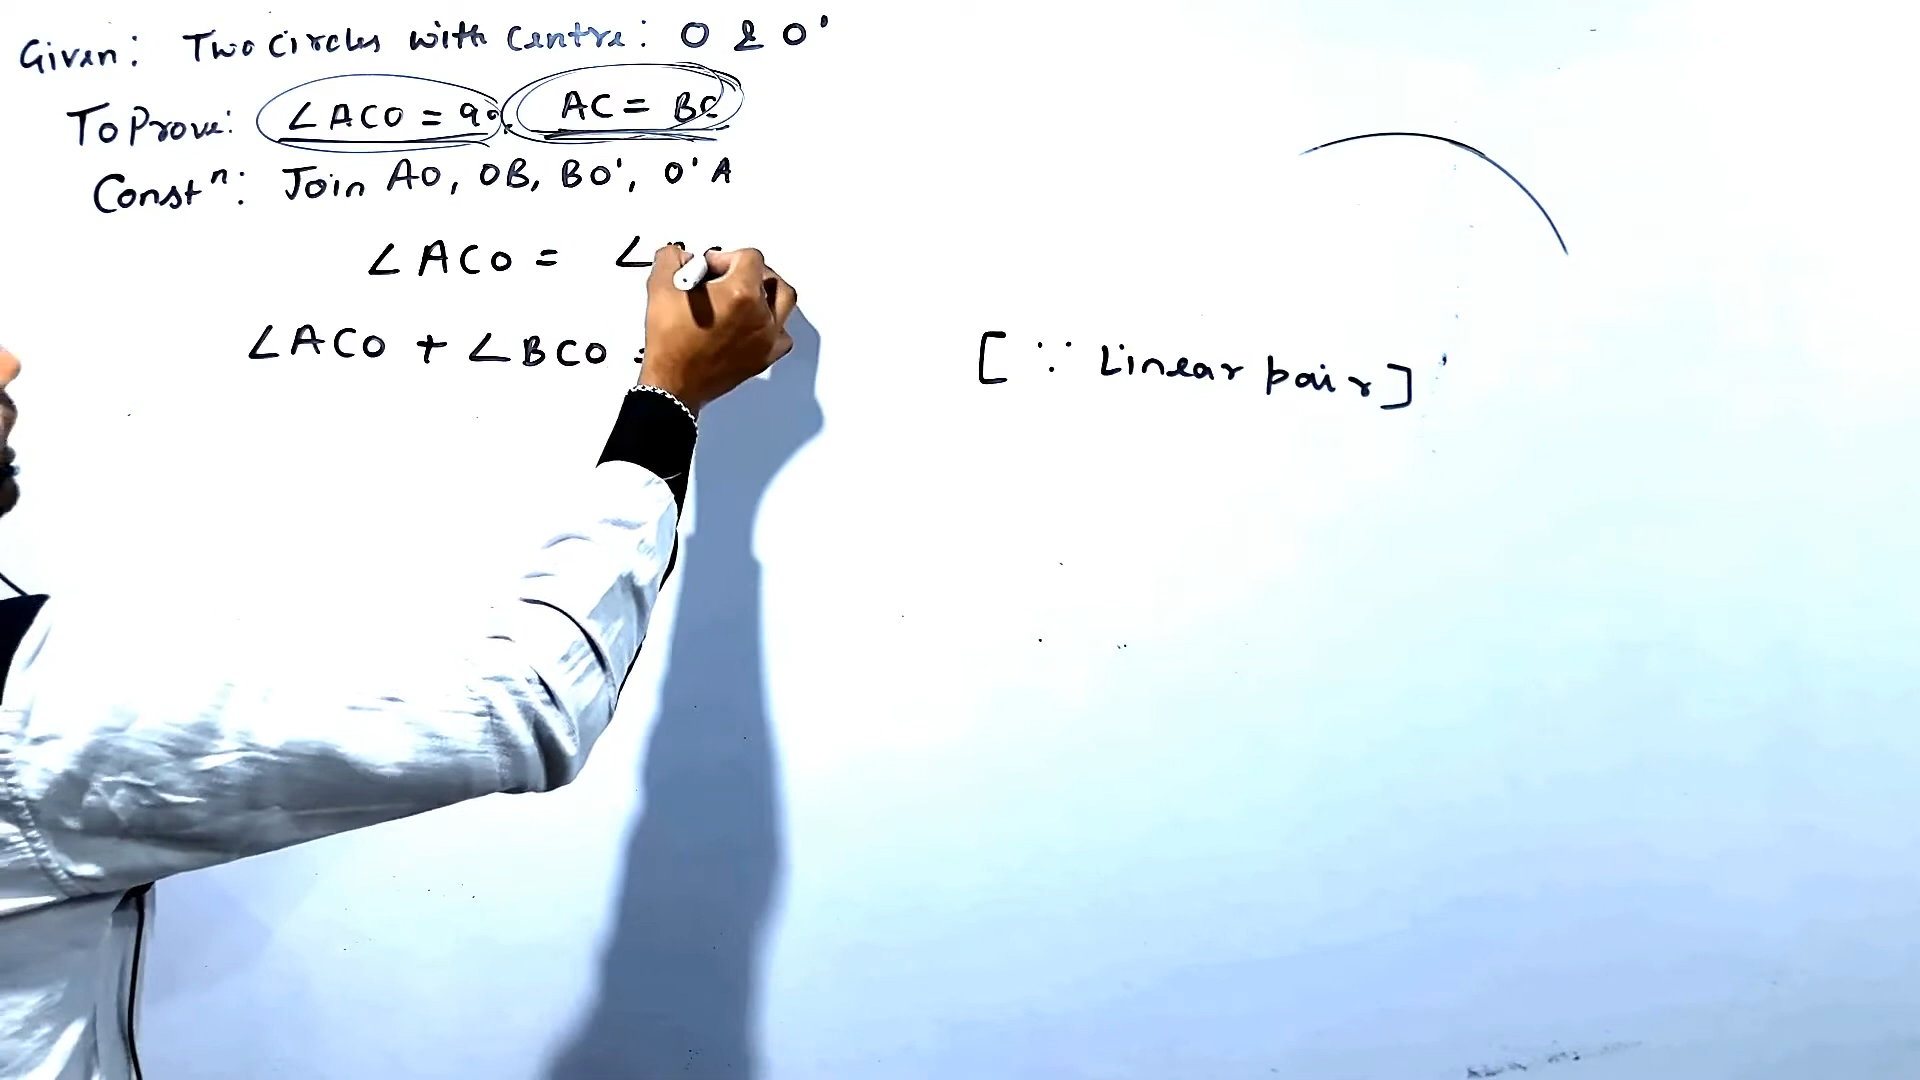 Given: Two Circles with Centre: O & O'
To Prove: ∠ACO = 90 AC = BC
Constⁿ: Join AO, OB, BO', O'A
∠ACO = ∠
∠ACO + ∠BCO =
[∵ Linear pair]